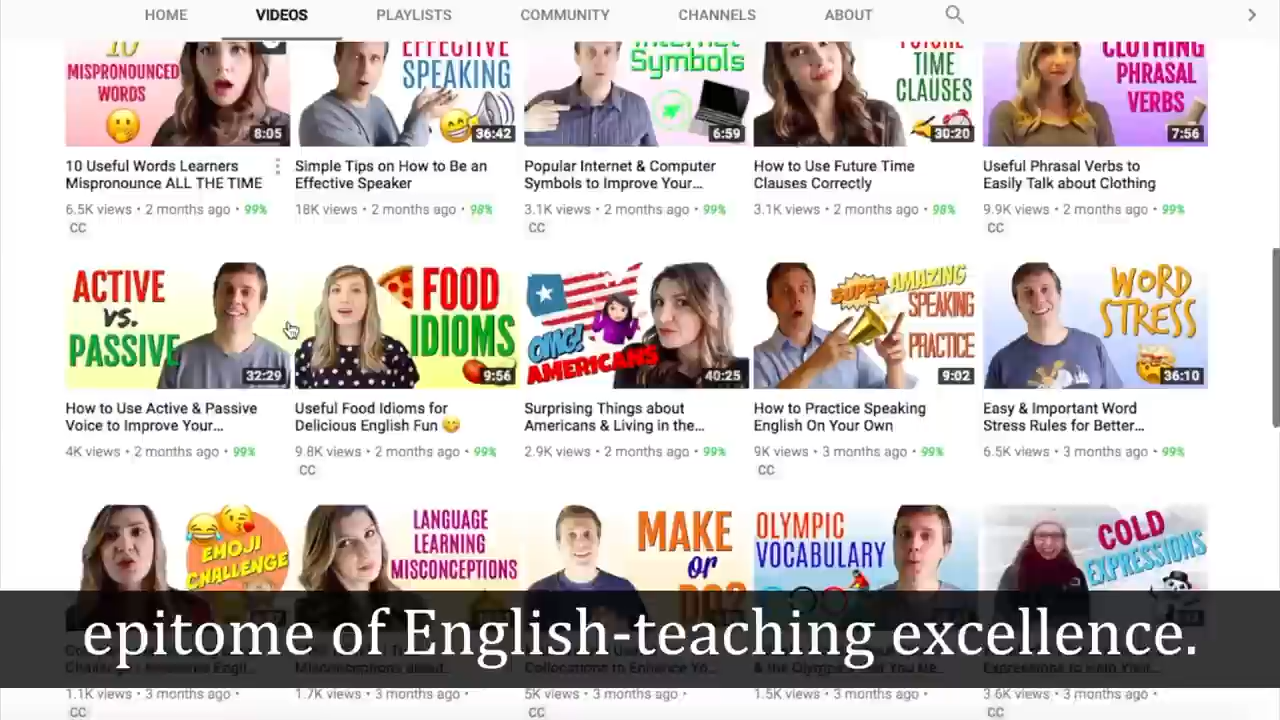 HOME VIDEOS PLAYLISTS COMMUNITY CHANNELS ABOUT
10
MISPRONOUNCED
WORDS
8:05
EFFECTIVE
SPEAKING
36:42
Internet
Symbols
6:59
FUTURE
TIME
CLAUSES
30:20
CLOTHING
PHRASAL
VERBS
7:56
10 Useful Words Learners
Mispronounce ALL THE TIME
6.5K views • 2 months ago • 99%
CC
Simple Tips on How to Be an
Effective Speaker
18K views • 2 months ago • 98%
Popular Internet & Computer
Symbols to Improve Your...
3.1K views • 2 months ago • 99%
CC
How to Use Future Time
Clauses Correctly
3.1K views • 2 months ago • 98%
Useful Phrasal Verbs to
Easily Talk about Clothing
9.9K views • 2 months ago • 99%
CC
ACTIVE
vs.
PASSIVE
32:29
FOOD
IDIOMS
9:56
OMG!
AMERICANS
40:25
SUPER-AMAZING
SPEAKING
PRACTICE
9:02
WORD
STRESS
36:10
How to Use Active & Passive
Voice to Improve Your...
4K views • 2 months ago • 99%
Useful Food Idioms for
Delicious English Fun 😋
9.8K views • 2 months ago • 99%
CC
Surprising Things about
Americans & Living in the...
2.9K views • 2 months ago • 99%
How to Practice Speaking
English On Your Own
9K views • 3 months ago • 99%
CC
Easy & Important Word
Stress Rules for Better...
6.5K views • 3 months ago • 99%
EMOJI
CHALLENGE
LANGUAGE
LEARNING
MISCONCEPTIONS
MAKE
or
OLYMPIC
VOCABULARY
COLD
EXPRESSIONS
epitome of English-teaching excellence.
1.1K views • 3 months ago •
CC
1.7K views • 3 months ago •
5K views • 3 months ago •
CC
1.5K views • 3 months ago •
3.6K views • 3 months ago •
CC